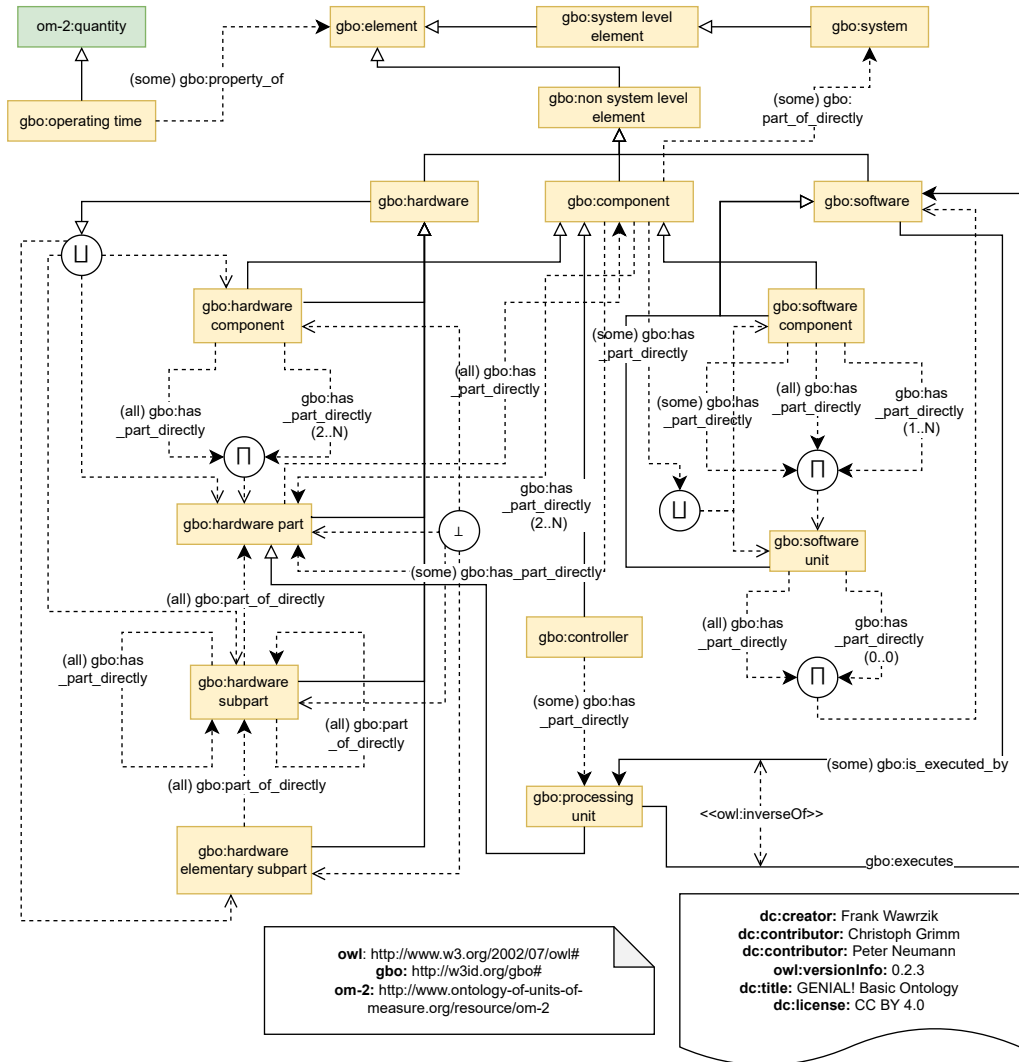 om-2:quantity
gbo:element
gbo:system level
element
gbo:system
(some) gbo:property_of
gbo:operating time
gbo:non system level
element
(some) gbo:
part_of_directly
gbo:hardware
gbo:component
gbo:software
⊔
gbo:hardware
component
gbo:software
component
(some) gbo:has
_part_directly
(all) gbo:has
_part_directly
(all) gbo:has
_part_directly
gbo:has
_part_directly
(2..N)
(some) gbo:has
_part_directly
(all) gbo:has
_part_directly
gbo:has
_part_directly
(1..N)
⊓
⊓
gbo:has
_part_directly
(2..N)
⊔
gbo:hardware part
⊥
gbo:software
unit
(some) gbo:has_part_directly
(all) gbo:part_of_directly
gbo:controller
(all) gbo:has
_part_directly
gbo:has
_part_directly
(0..0)
(all) gbo:has
_part_directly
gbo:hardware
subpart
⊓
(all) gbo:part
_of_directly
(some) gbo:has
_part_directly
(all) gbo:part_of_directly
(some) gbo:is_executed_by
gbo:processing
unit
<<owl:inverseOf>>
gbo:hardware
elementary subpart
gbo:executes
owl: http://www.w3.org/2002/07/owl#
gbo: http://w3id.org/gbo#
om-2: http://www.ontology-of-units-of-
measure.org/resource/om-2
dc:creator: Frank Wawrzik
dc:contributor: Christoph Grimm
dc:contributor: Peter Neumann
owl:versionInfo: 0.2.3
dc:title: GENIAL! Basic Ontology
dc:license: CC BY 4.0